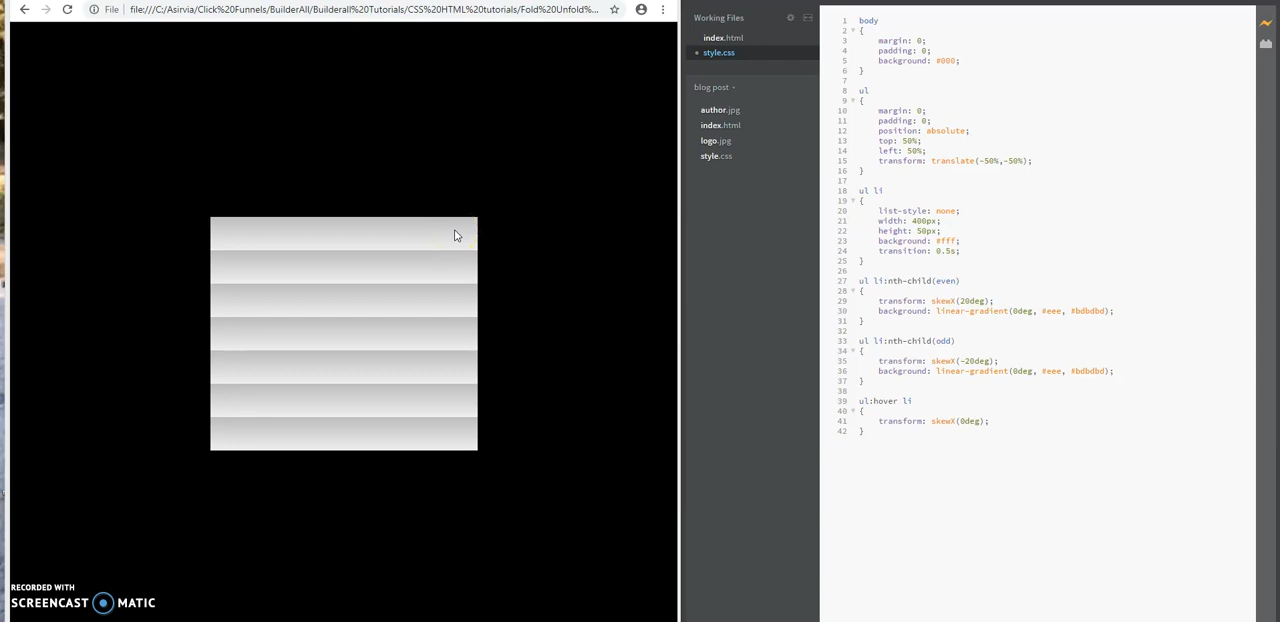 File file:///C:/Asirvia/Click%20Funnels/BuilderAll/Builderall%20Tutorials/CSS%20HTML%20tutorials/Fold%20Unfold%...
RECORDED WITH
SCREENCAST MATIC
Working Files
index.html
style.css
blog post
author.jpg
index.html
logo.jpg
style.css
1 body
2 {
3 margin: 0;
4 padding: 0;
5 background: #000;
6 }
7
8 ul
9 {
10 margin: 0;
11 padding: 0;
12 position: absolute;
13 top: 50%;
14 left: 50%;
15 transform: translate(-50%,-50%);
16 }
17
18 ul li
19 {
20 list-style: none;
21 width: 400px;
22 height: 50px;
23 background: #fff;
24 transition: 0.5s;
25 }
26
27 ul li:nth-child(even)
28 {
29 transform: skewX(20deg);
30 background: linear-gradient(0deg, #eee, #bdbdbd);
31 }
32
33 ul li:nth-child(odd)
34 {
35 transform: skewX(-20deg);
36 background: linear-gradient(0deg, #eee, #bdbdbd);
37 }
38
39 ul:hover li
40 {
41 transform: skewX(0deg);
42 }